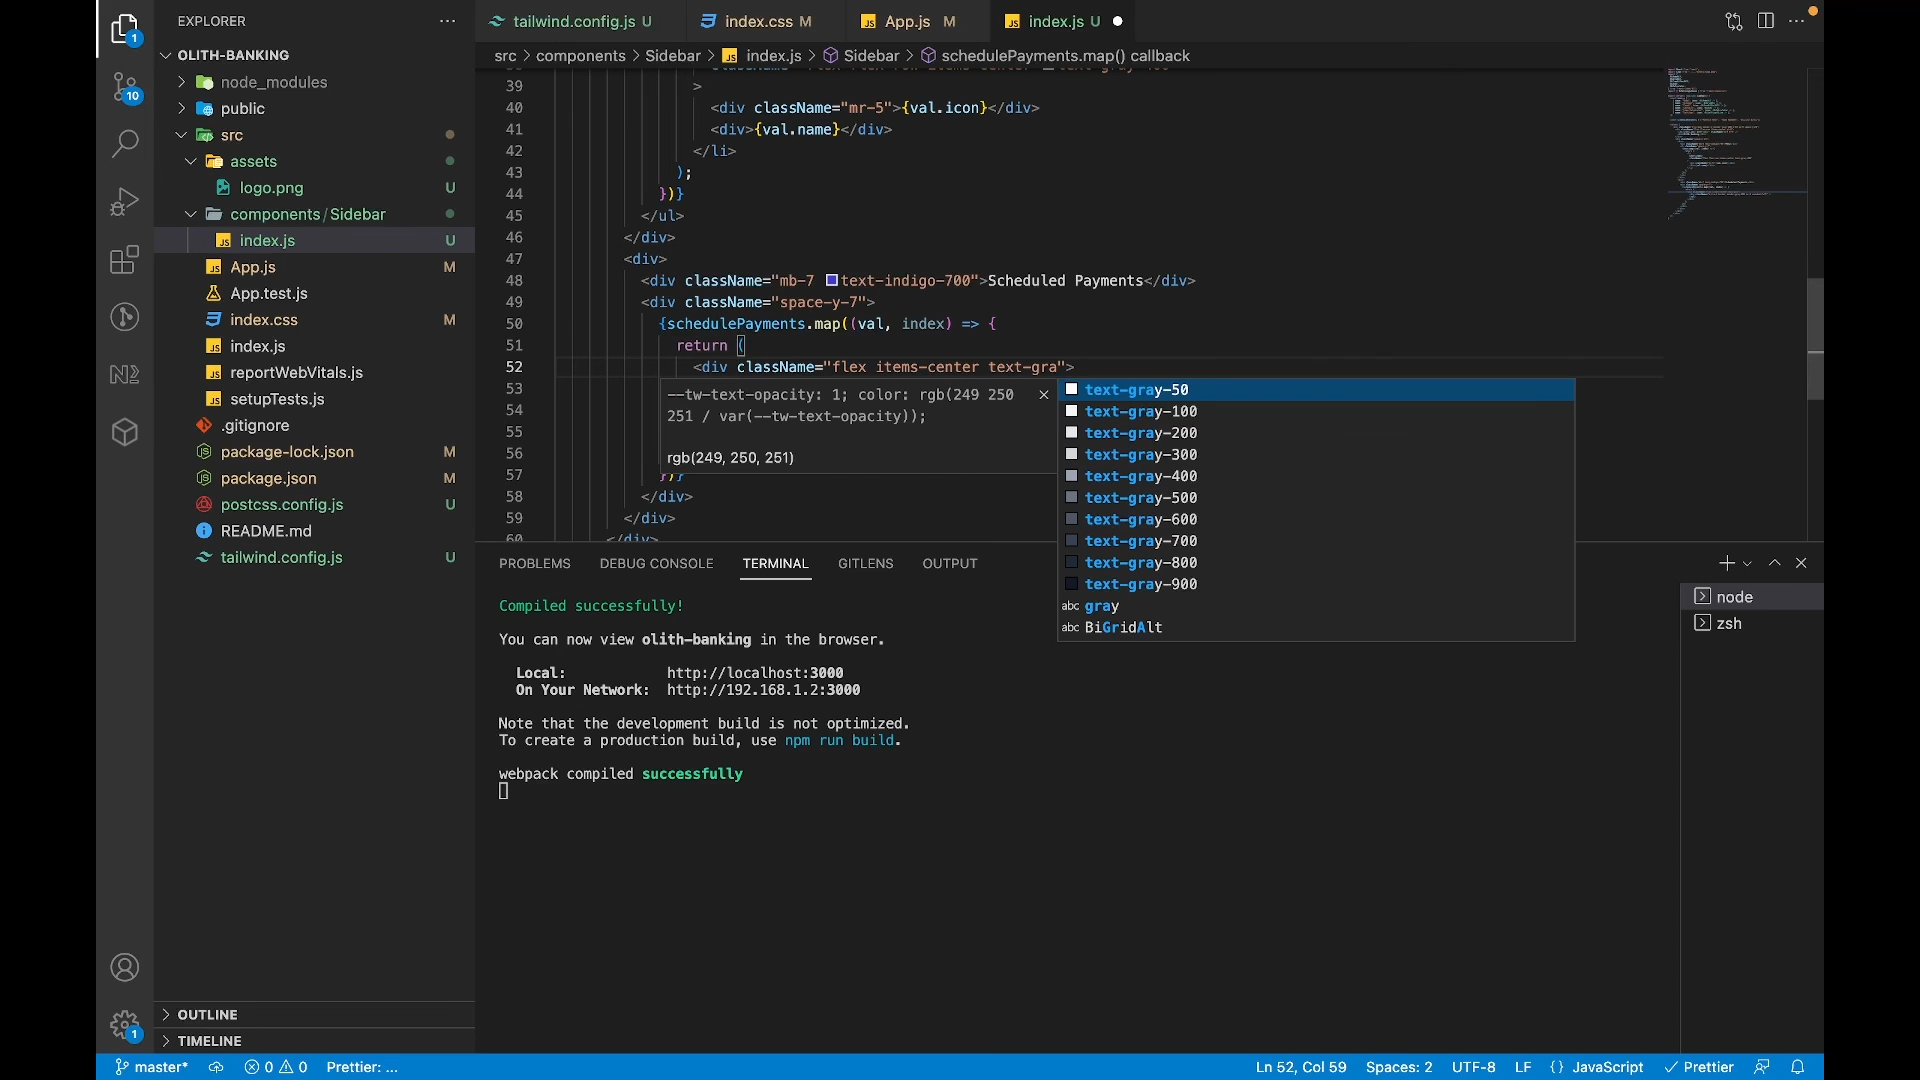 EXPLORER
OLITH-BANKING
node_modules
public
src
assets
logo.png U
components/Sidebar
index.js U
App.js M
App.test.js
index.css M
index.js
reportWebVitals.js
setupTests.js
.gitignore
package-lock.json M
package.json M
postcss.config.js U
README.md
tailwind.config.js U
OUTLINE
TIMELINE
1
10
1
tailwind.config.js U
index.css M
App.js M
index.js U
src > components > Sidebar > index.js > Sidebar > schedulePayments.map() callback
39 >
40 <div className="mr-5">{val.icon}</div>
41 <div>{val.name}</div>
42 </li>
43 );
44 })}
45 </ul>
46 </div>
47 <div>
48 <div className="mb-7 text-indigo-700">Scheduled Payments</div>
49 <div className="space-y-7">
50 {schedulePayments.map((val, index) => {
51 return (
52 <div className="flex items-center text-gra">
53
54
55
56
57 })}
58 </div>
59 </div>
60 </div>
--tw-text-opacity: 1; color: rgb(249 250
251 / var(--tw-text-opacity));
rgb(249, 250, 251)
text-gray-50
text-gray-100
text-gray-200
text-gray-300
text-gray-400
text-gray-500
text-gray-600
text-gray-700
text-gray-800
text-gray-900
abc gray
abc BiGridAlt
PROBLEMS DEBUG CONSOLE TERMINAL GITLENS OUTPUT
Compiled successfully!
You can now view olith-banking in the browser.
Local: http://localhost:3000
On Your Network: http://192.168.1.2:3000
Note that the development build is not optimized.
To create a production build, use npm run build.
webpack compiled successfully
node
zsh
master* 0 0 Prettier: ...
Ln 52, Col 59 Spaces: 2 UTF-8 LF {} JavaScript Prettier